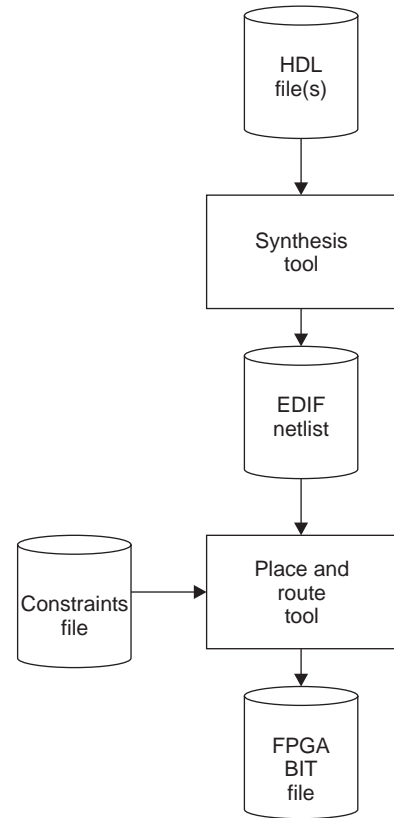 HDL
file(s)
Synthesis
tool
EDIF
netlist
Constraints
file
Place and
route
tool
FPGA
BIT
file